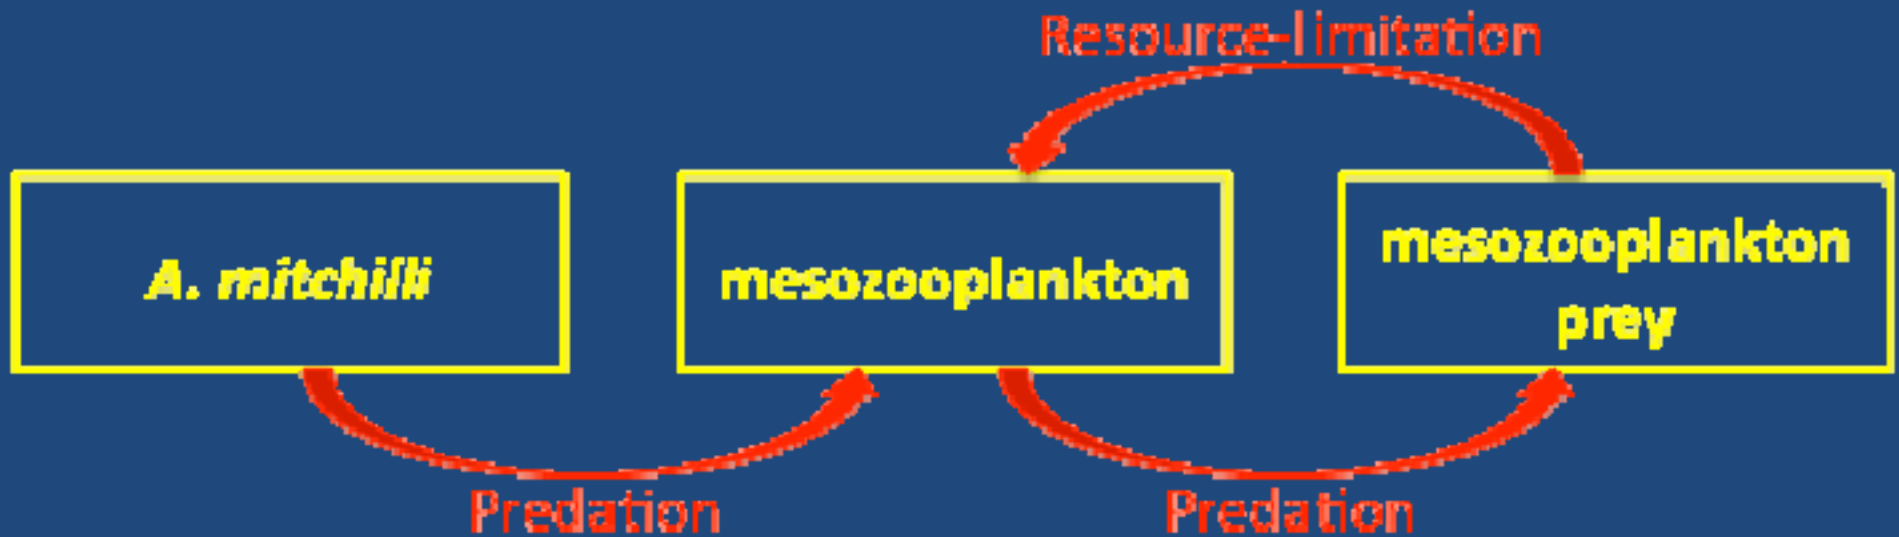 Resource-limitation
A. mitchilli
mesozooplankton
mesozooplankton
prey
Predation
Predation